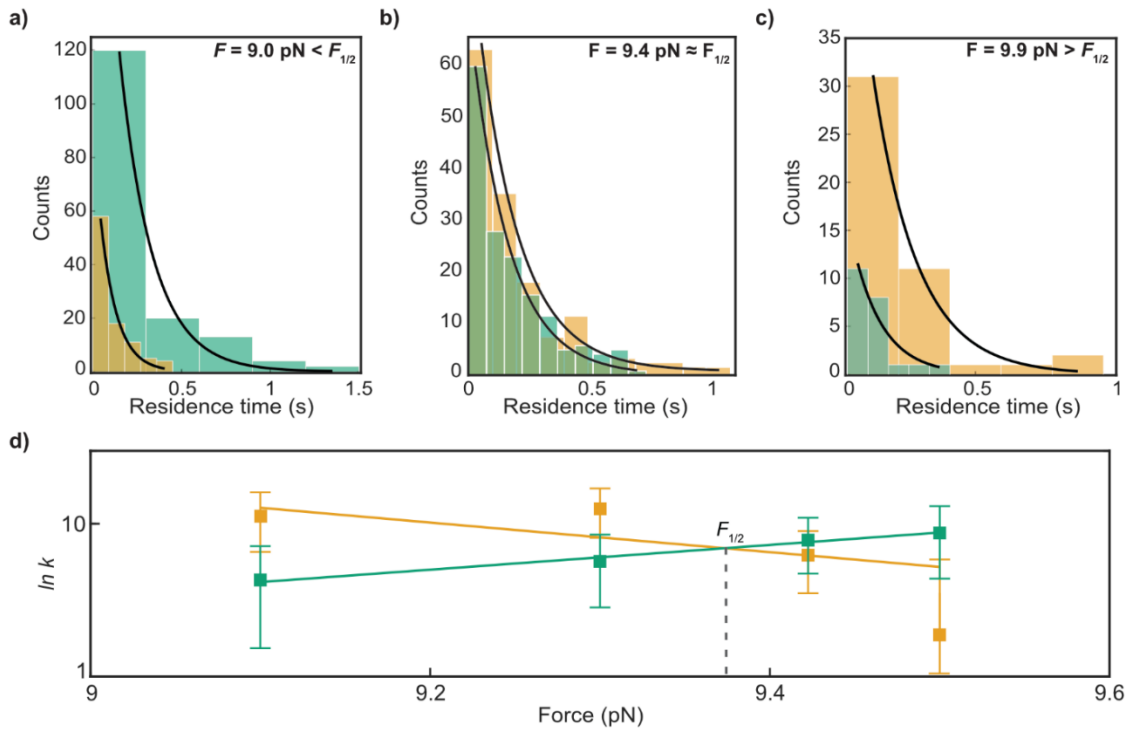 a)
F = 9.0 pN < F1/2
120
100
80
60
40
20
0
Counts
0
0.5
1.0
1.5
Residence time (s)
b)
F = 9.4 pN ≈ F1/2
60
50
40
30
20
10
0
Counts
0
0.5
1
Residence time (s)
c)
F = 9.9 pN > F1/2
35
30
25
20
15
10
5
0
Counts
0
0.5
1
Residence time (s)
d)
10
1
ln k
F1/2
9
9.2
9.4
9.6
Force (pN)